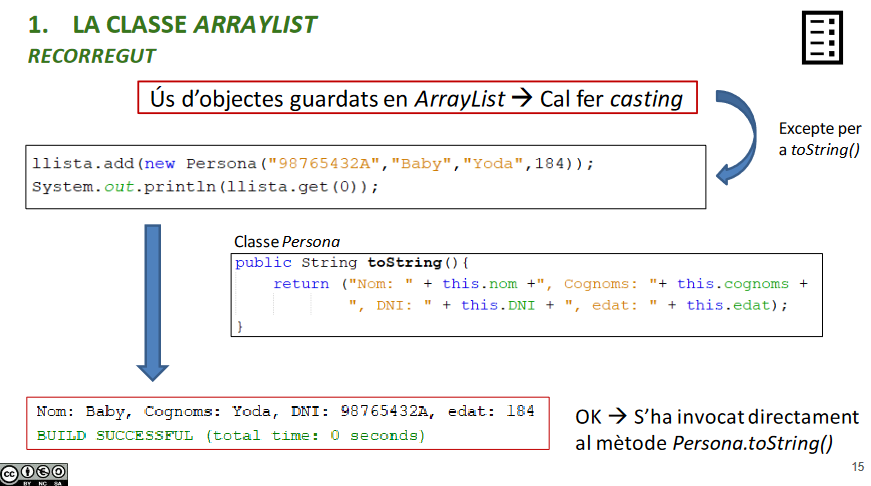 1. LA CLASSE ARRAYLIST
RECORREGUT
Ús d'objectes guardats en ArrayList → Cal fer casting
Excepte per
a toString()
llista.add(new Persona("98765432A","Baby","Yoda",184));
System.out.println(llista.get(0));
Classe Persona
public String toString(){
return ("Nom: " + this.nom +", Cognoms: "+ this.cognoms +
", DNI: " + this.DNI + ", edat: " + this.edat);
}
Nom: Baby, Cognoms: Yoda, DNI: 98765432A, edat: 184
BUILD SUCCESSFUL (total time: 0 seconds)
OK → S'ha invocat directament
al mètode Persona.toString()
cc BY NC SA
15